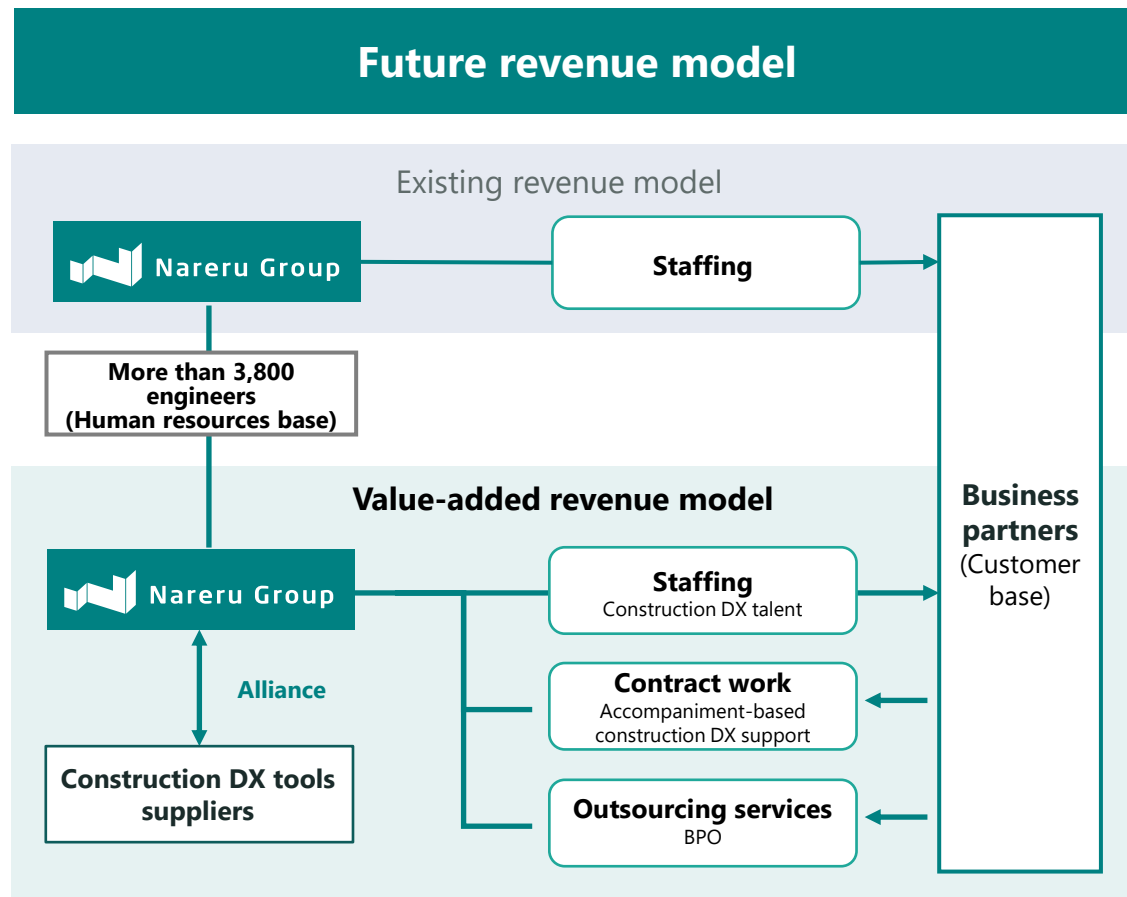 Future revenue model
Existing revenue model
Nareru Group
Staffing
More than 3,800
engineers
(Human resources base)
Value-added revenue model
Nareru Group
Staffing
Construction DX talent
Contract work
Accompaniment-based
construction DX support
Outsourcing services
BPO
Alliance
Construction DX tools
suppliers
Business
partners
(Customer
base)